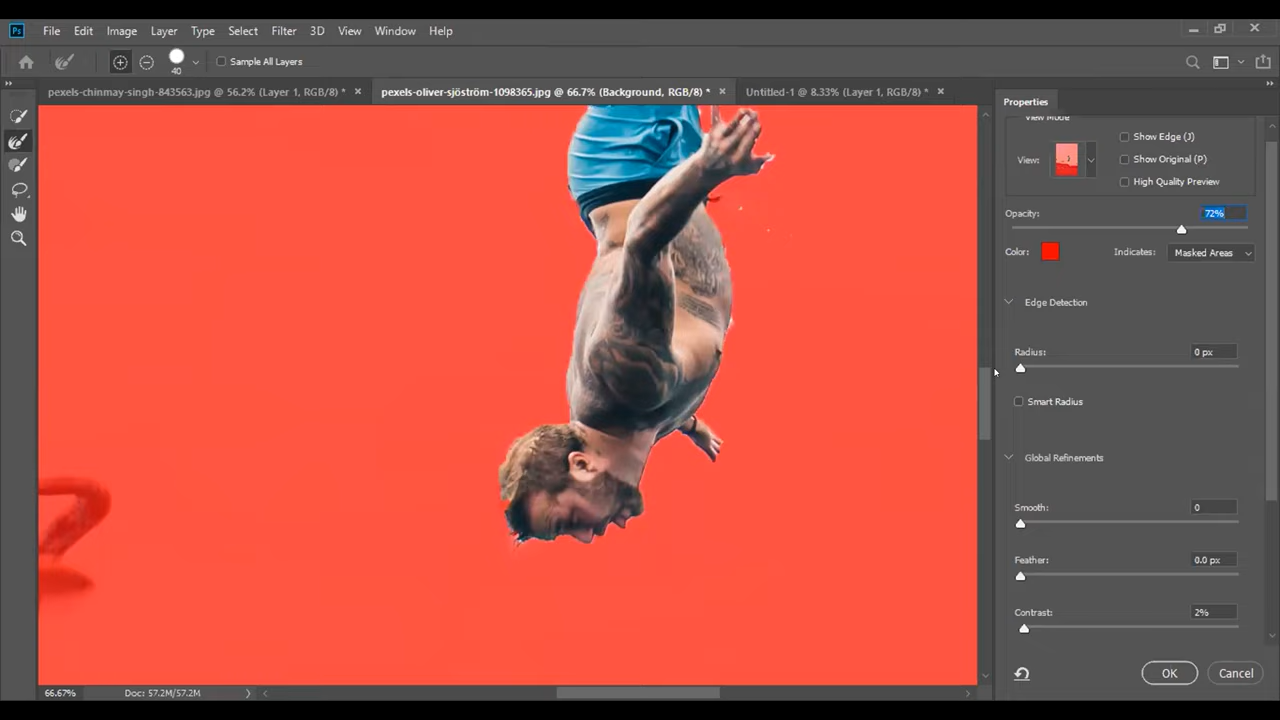 Ps File Edit Image Layer Type Select Filter 3D View Window Help
40 Sample All Layers
pexels-chinmay-singh-843563.jpg @ 56.2% (Layer 1, RGB/8) * × pexels-oliver-sjöström-1098365.jpg @ 66.7% (Background, RGB/8) * × Untitled-1 @ 8.33% (Layer 1, RGB/8) * ×
Properties
View Mode
Show Edge (J)
View: Show Original (P)
High Quality Preview
Opacity: 72%
Color: Indicates: Masked Areas
Edge Detection
Radius: 0 px
Smart Radius
Global Refinements
Smooth: 0
Feather: 0.0 px
Contrast: 2%
OK Cancel
66.67% Doc: 57.2M/57.2M